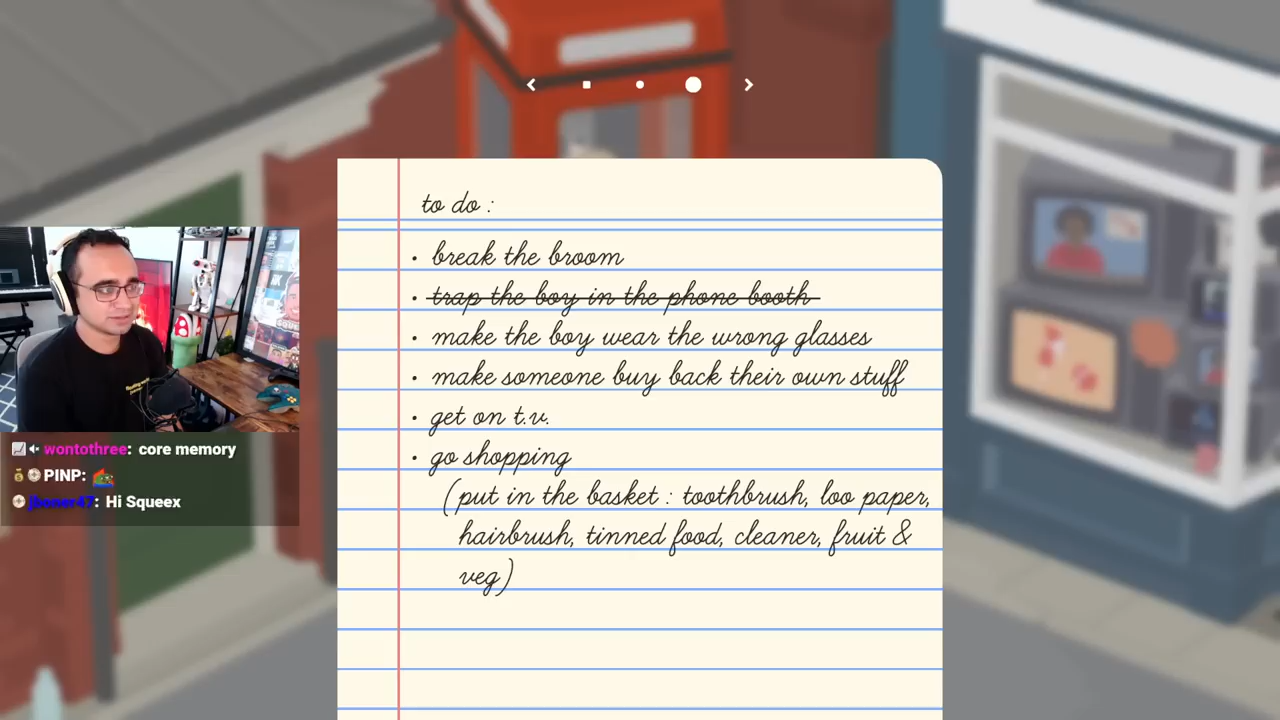 to do :
• break the broom
• trap the boy in the phone booth
• make the boy wear the wrong glasses
• make someone buy back their own stuff
• get on t.v.
• go shopping
(put in the basket : toothbrush, loo paper,
hairbrush, tinned food, cleaner, fruit &
veg)
wontothree: core memory
PINP:
jboner47: Hi Squeex